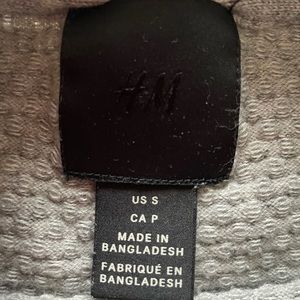 H&M
US S
CA P
MADE IN
BANGLADESH
FABRIQUÉ EN
BANGLADESH